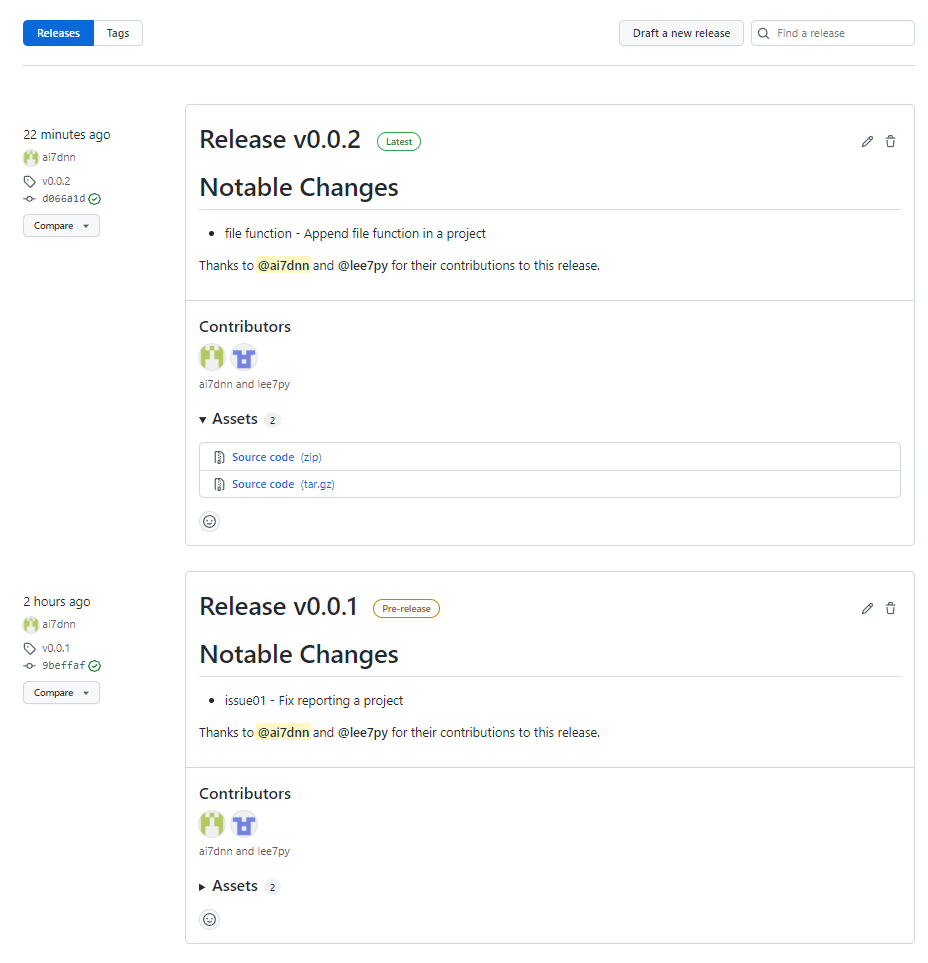 Releases Tags Draft a new release Find a release
22 minutes ago
ai7dnn
v0.0.2
d066a1d
Compare
Release v0.0.2 Latest
Notable Changes
• file function - Append file function in a project
Thanks to @ai7dnn and @lee7py for their contributions to this release.
Contributors
ai7dnn and lee7py
Assets 2
Source code (zip)
Source code (tar.gz)
2 hours ago
ai7dnn
v0.0.1
9beffaf
Compare
Release v0.0.1 Pre-release
Notable Changes
• issue01 - Fix reporting a project
Thanks to @ai7dnn and @lee7py for their contributions to this release.
Contributors
ai7dnn and lee7py
Assets 2